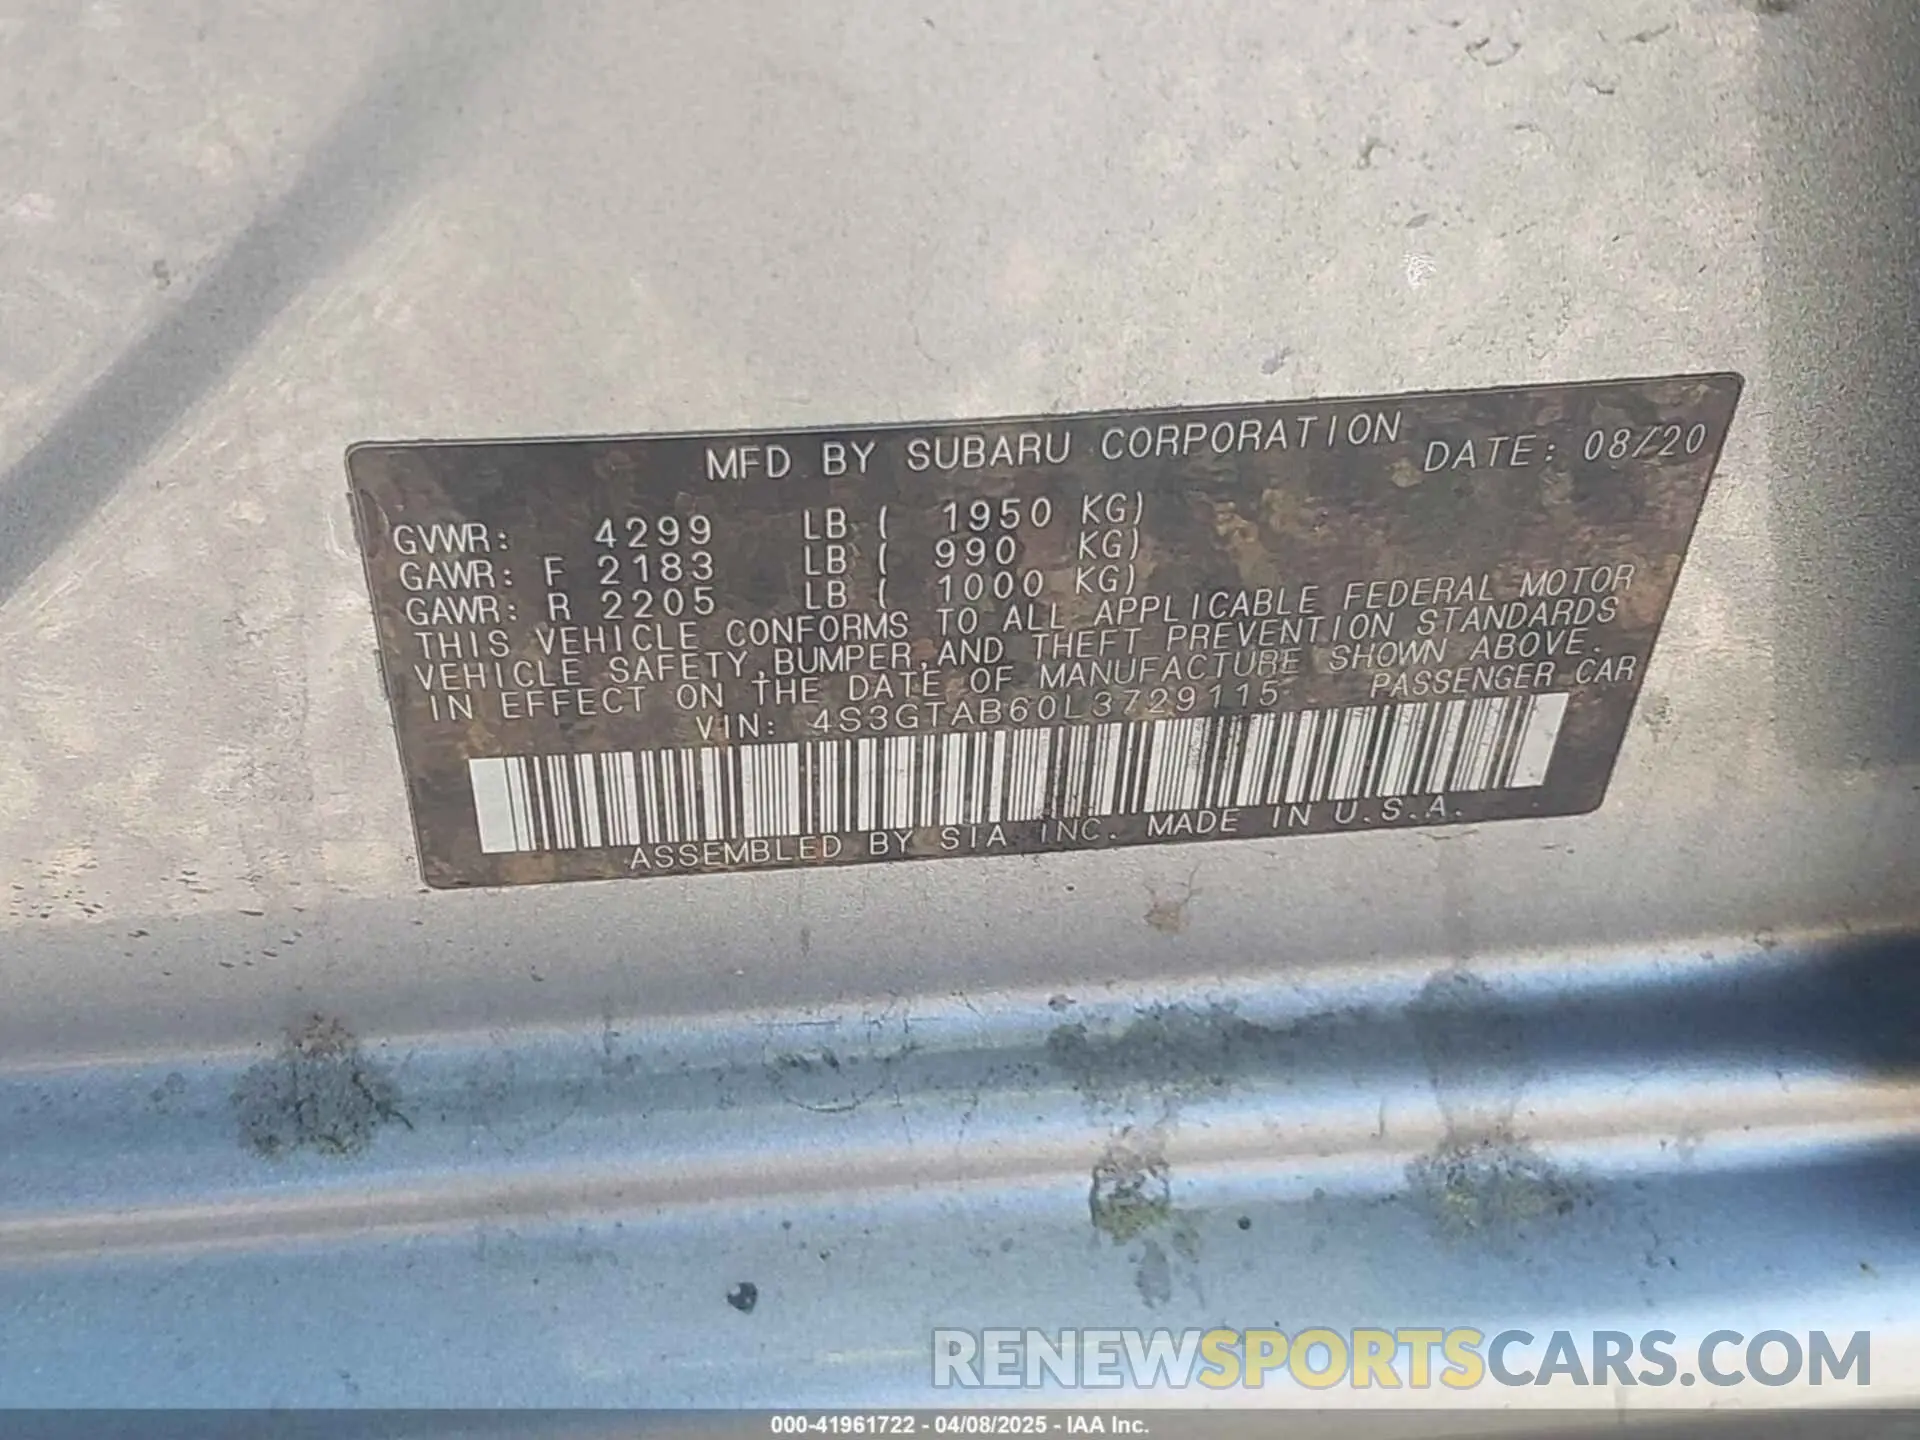 MFD BY SUBARU CORPORATION DATE: 08/20
GVWR: 4299 LB ( 1950 KG)
GAWR: F 2183 LB ( 990 KG)
GAWR: R 2205 LB ( 1000 KG)
THIS VEHICLE CONFORMS TO ALL APPLICABLE FEDERAL MOTOR
VEHICLE SAFETY,BUMPER,AND THEFT PREVENTION STANDARDS
IN EFFECT ON THE DATE OF MANUFACTURE SHOWN ABOVE.
VIN: 4S3GTAB60L3729115 PASSENGER CAR
ASSEMBLED BY SIA INC. MADE IN U.S.A.
RENEWSPORTSCARS.COM
000-41961722 - 04/08/2025 - IAA Inc.